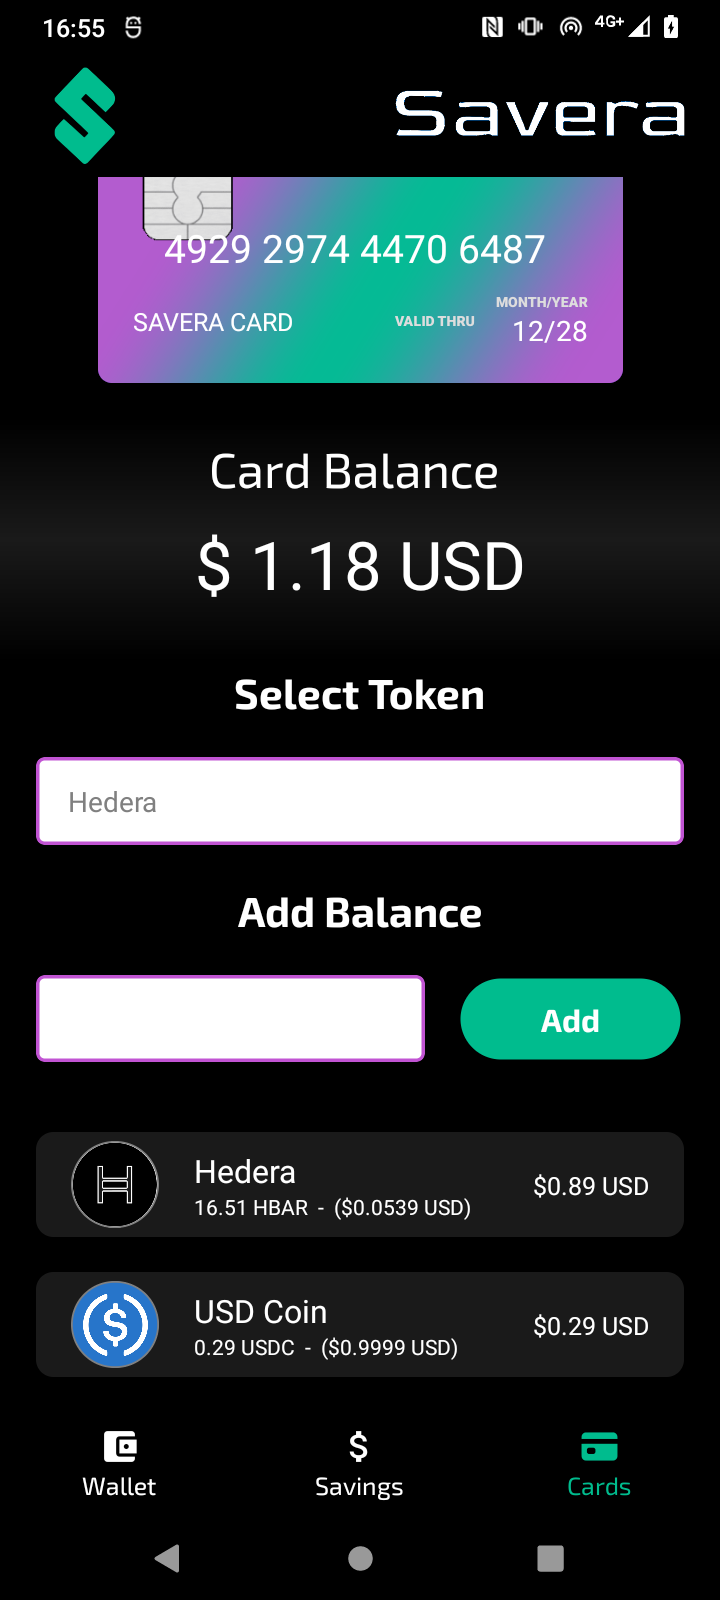 16:55
4G+
Savera
4929 2974 4470 6487
MONTH/YEAR
SAVERA CARD VALID THRU 12/28
Card Balance
$ 1.18 USD
Select Token
Hedera
Add Balance
Add
Hedera
16.51 HBAR - ($0.0539 USD)
$0.89 USD
USD Coin
0.29 USDC - ($0.9999 USD)
$0.29 USD
Wallet Savings Cards